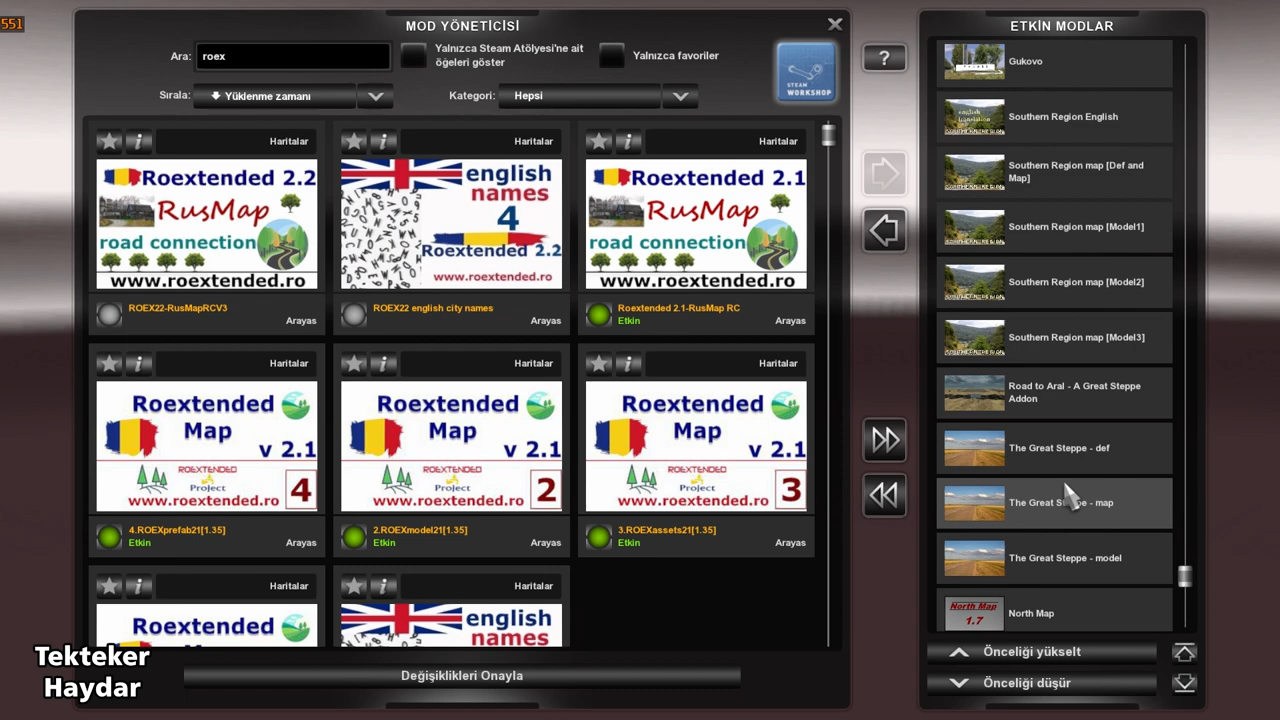 551
MOD YÖNETİCİSİ
Ara:
roex
Yalnızca Steam Atölyesi'ne ait
öğeleri göster
Yalnızca favoriler
STEAM
WORKSHOP
Sırala:
Yüklenme zamanı
Kategori:
Hepsi
i
Haritalar
Roextended 2.2
RusMap
road connection
www.roextended.ro
ROEX22-RusMapRCV3
Arayas
i
Haritalar
english
names
4
Roextended 2.2
www.roextended.ro
ROEX22 english city names
Arayas
i
Haritalar
Roextended 2.1
RusMap
road connection
www.roextended.ro
Roextended 2.1-RusMap RC
Etkin
Arayas
i
Haritalar
Roextended
Map
v 2.1
ROEXTENDED
Project
www.roextended.ro
4
4.ROEXprefab21[1.35]
Etkin
Arayas
i
Haritalar
Roextended
Map
v 2.1
ROEXTENDED
Project
www.roextended.ro
2
2.ROEXmodel21[1.35]
Etkin
Arayas
i
Haritalar
Roextended
Map
v 2.1
ROEXTENDED
Project
www.roextended.ro
3
3.ROEXassets21[1.35]
Etkin
Arayas
i
Haritalar
Roextended
i
Haritalar
english
Değişiklikleri Onayla
?
ETKİN MODLAR
Gukovo
Southern Region English
Southern Region map [Def and
Map]
Southern Region map [Model1]
Southern Region map [Model2]
Southern Region map [Model3]
Road to Aral - A Great Steppe
Addon
The Great Steppe - def
The Great St pe - map
The Great Steppe - model
North Map
1.7
North Map
Önceliği yükselt
Önceliği düşür
Tekteker
Haydar